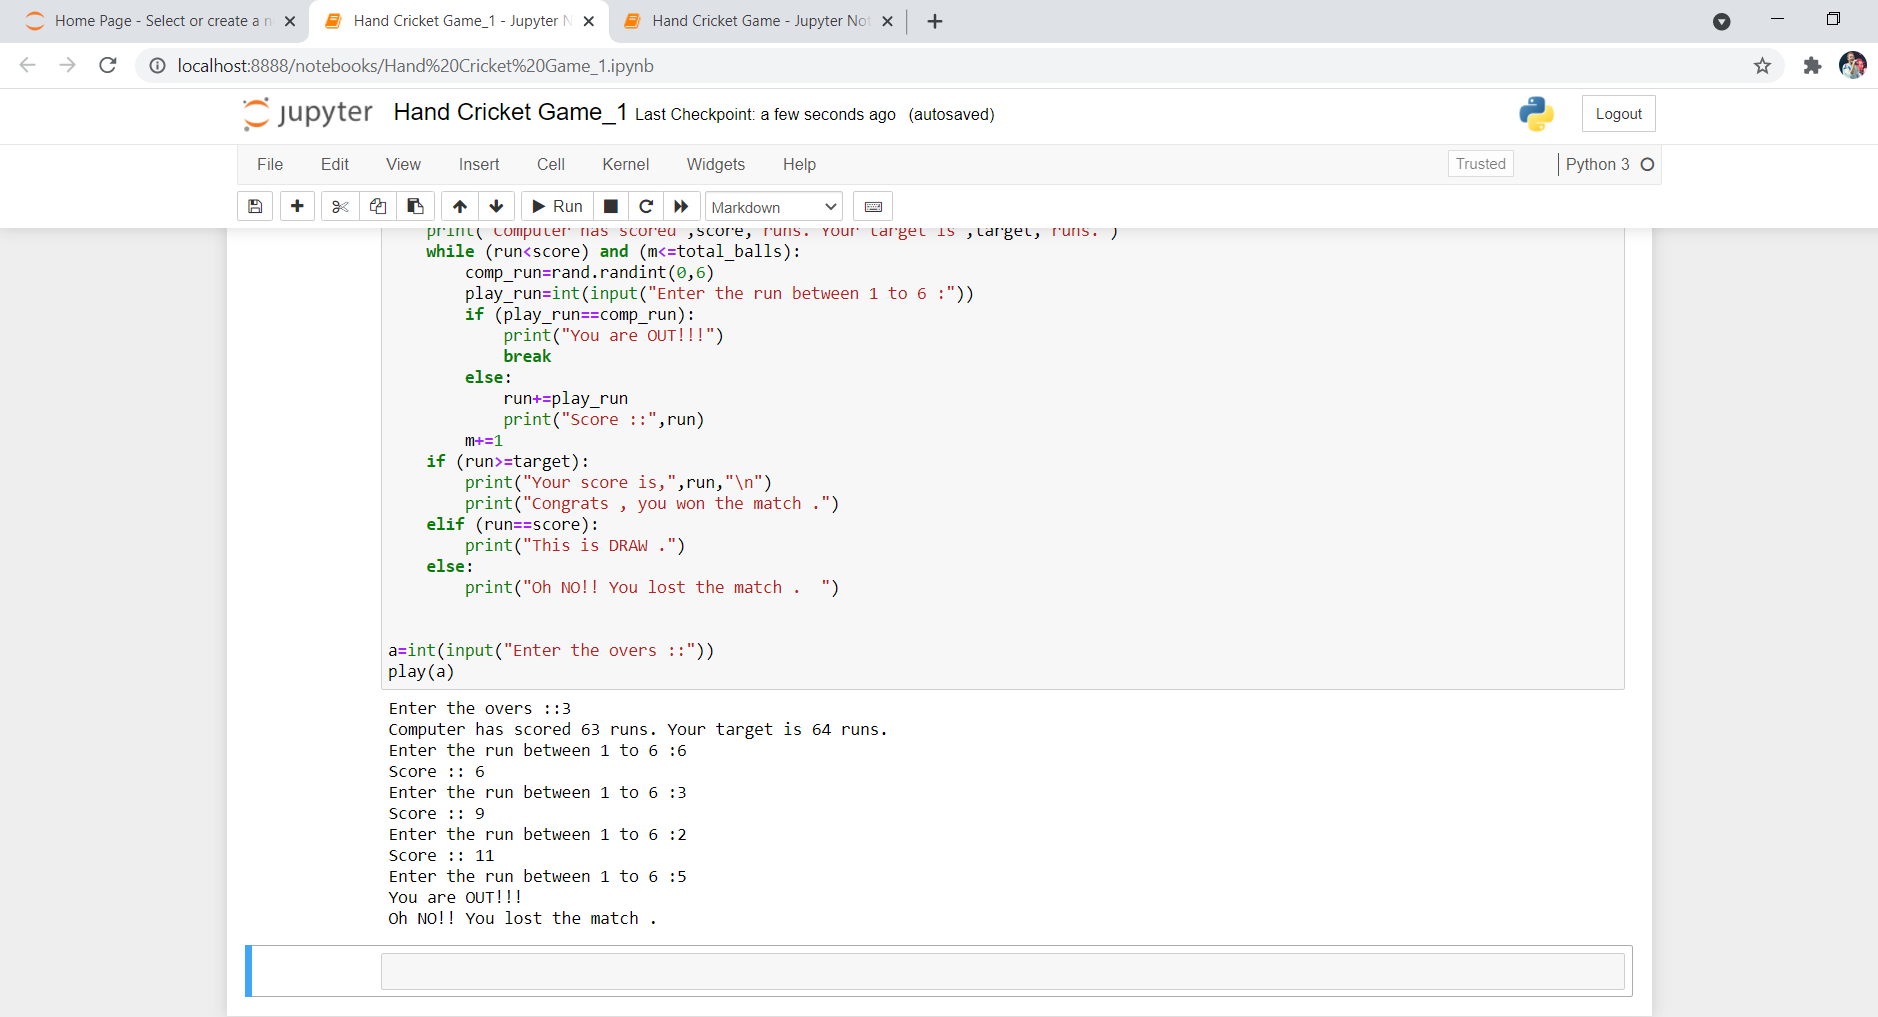 Home Page - Select or create a n
Hand Cricket Game_1 - Jupyter N
Hand Cricket Game - Jupyter Not
localhost:8888/notebooks/Hand%20Cricket%20Game_1.ipynb
jupyter Hand Cricket Game_1 Last Checkpoint: a few seconds ago (autosaved)
Logout
File Edit View Insert Cell Kernel Widgets Help
Trusted Python 3
Run Markdown
print("Computer has scored",score,"runs. Your target is",target,"runs.")
while (run<score) and (m<=total_balls):
comp_run=rand.randint(0,6)
play_run=int(input("Enter the run between 1 to 6 :"))
if (play_run==comp_run):
print("You are OUT!!!")
break
else:
run+=play_run
print("Score ::",run)
m+=1
if (run>=target):
print("Your score is,",run,"\n")
print("Congrats , you won the match .")
elif (run==score):
print("This is DRAW .")
else:
print("Oh NO!! You lost the match .  ")
a=int(input("Enter the overs ::"))
play(a)
Enter the overs ::3
Computer has scored 63 runs. Your target is 64 runs.
Enter the run between 1 to 6 :6
Score :: 6
Enter the run between 1 to 6 :3
Score :: 9
Enter the run between 1 to 6 :2
Score :: 11
Enter the run between 1 to 6 :5
You are OUT!!!
Oh NO!! You lost the match .